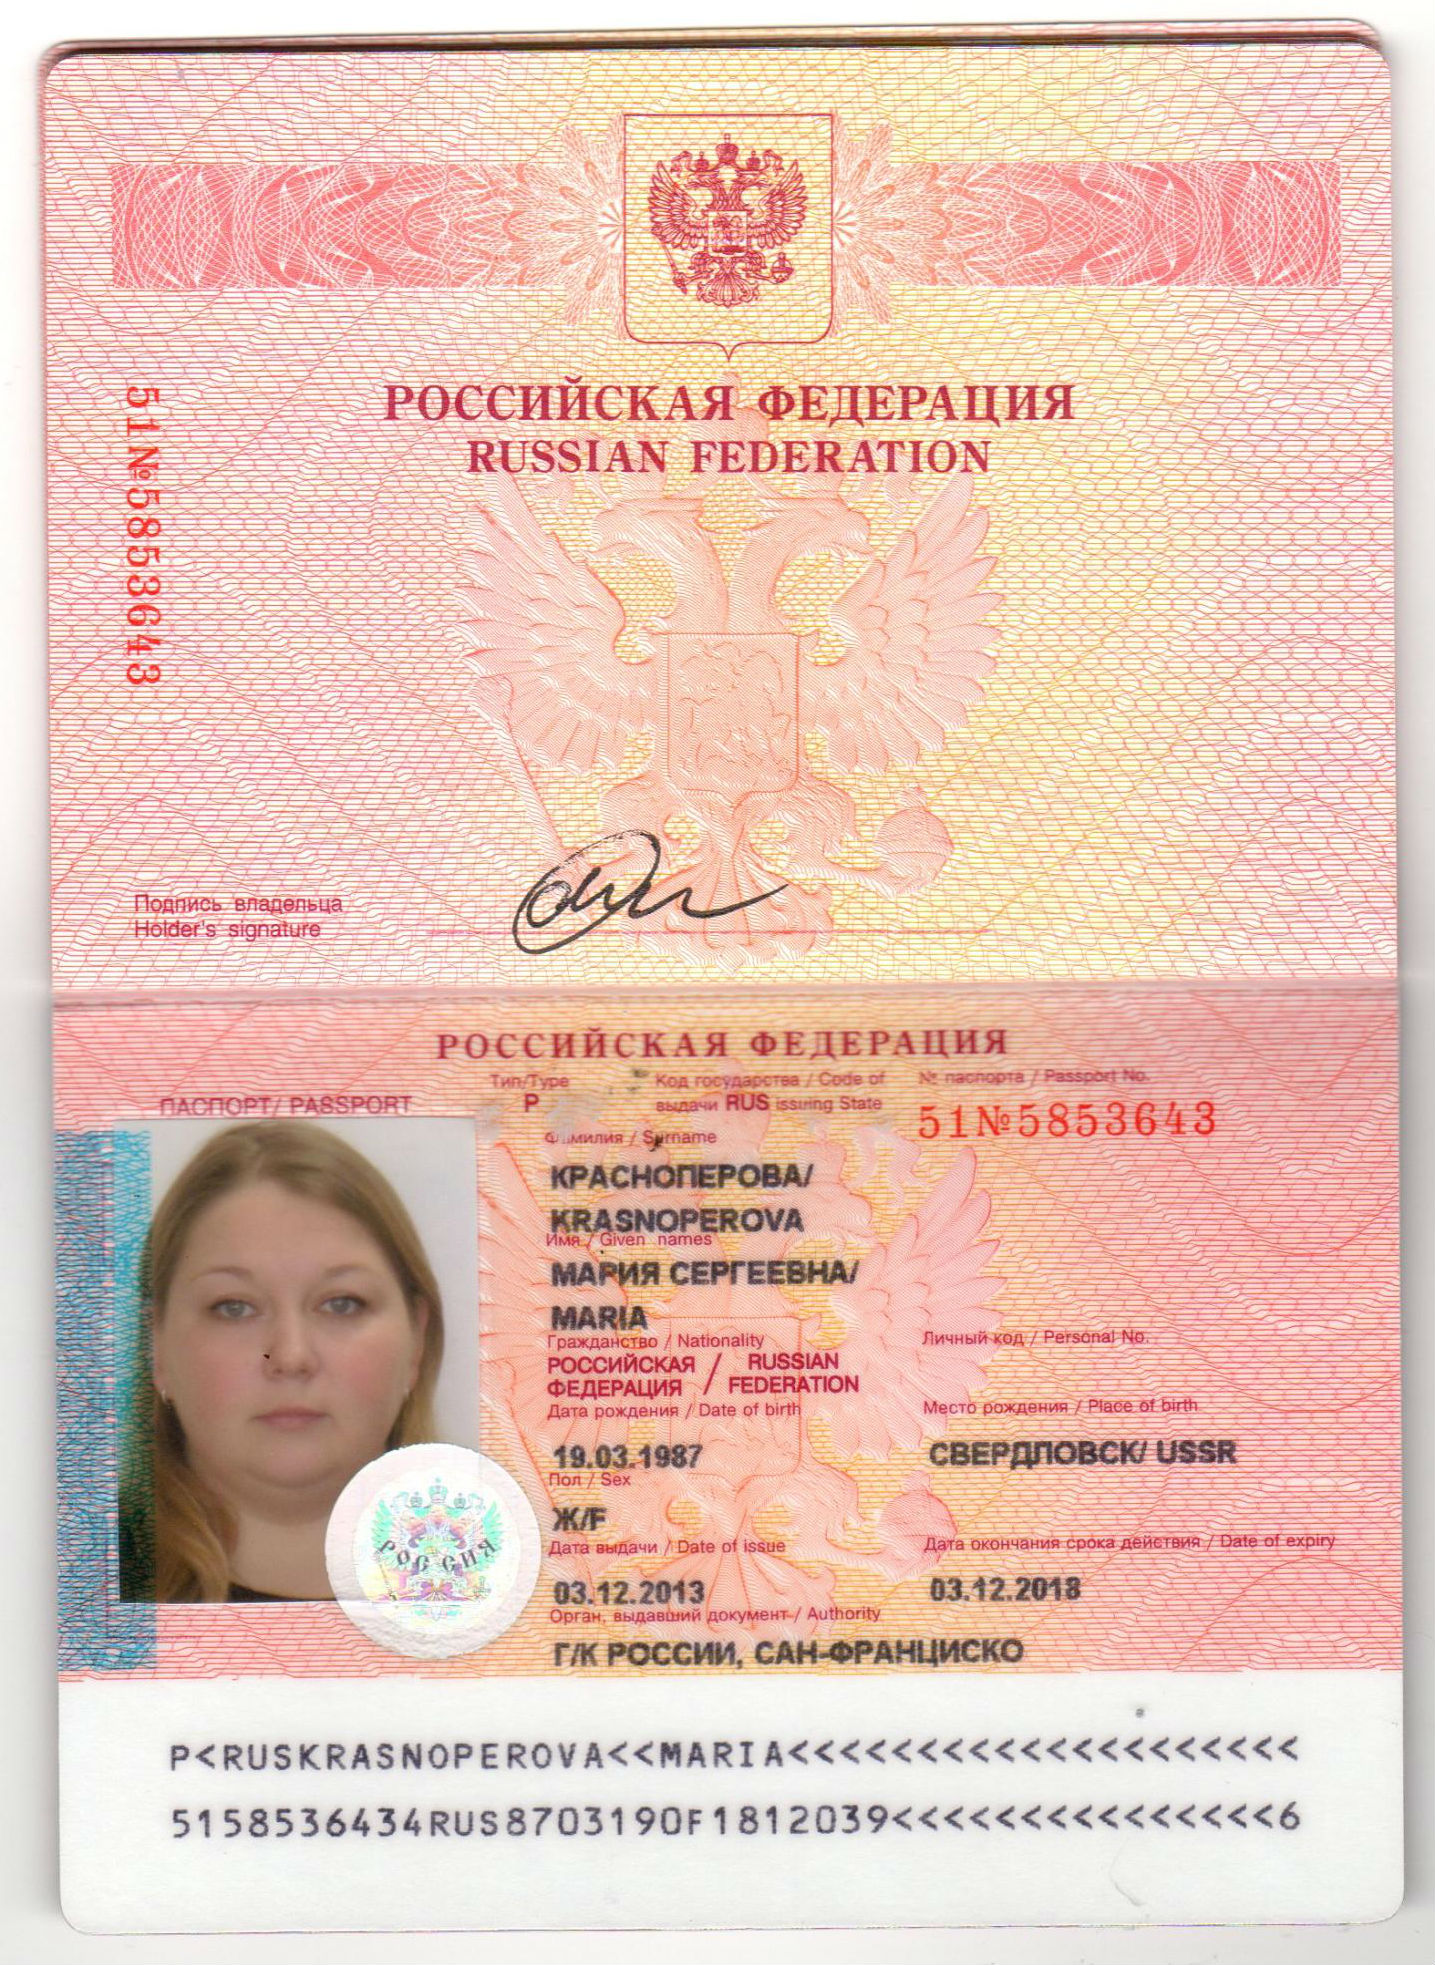 РОССИЙСКАЯ ФЕДЕРАЦИЯ
RUSSIAN FEDERATION
51№5853643
Подпись владельца
Holder's signature
РОССИЙСКАЯ ФЕДЕРАЦИЯ
ПАСПОРТ/ PASSPORT
Тип/Type
P
Код государства / Code of
выдачи RUS issuing State
№ паспорта / Passport No.
51№5853643
Фамилия / Surname
КРАСНОПЕРОВА/
KRASNOPEROVA
Имя / Given names
МАРИЯ СЕРГЕЕВНА/
MARIA
Гражданство / Nationality
РОССИЙСКАЯ / RUSSIAN
ФЕДЕРАЦИЯ / FEDERATION
Личный код / Personal No.
Дата рождения / Date of birth
19.03.1987
Место рождения / Place of birth
СВЕРДЛОВСК/ USSR
Пол / Sex
Ж/F
Дата выдачи / Date of issue
03.12.2013
Дата окончания срока действия / Date of expiry
03.12.2018
Орган, выдавший документ / Authority
Г/К РОССИИ, САН-ФРАНЦИСКО
РОССИЯ
P<RUSKRASNOPEROVA<<MARIA<<<<<<<<<<<<<<<<<<<<
5158536434RUS8703190F1812039<<<<<<<<<<<<<<<6